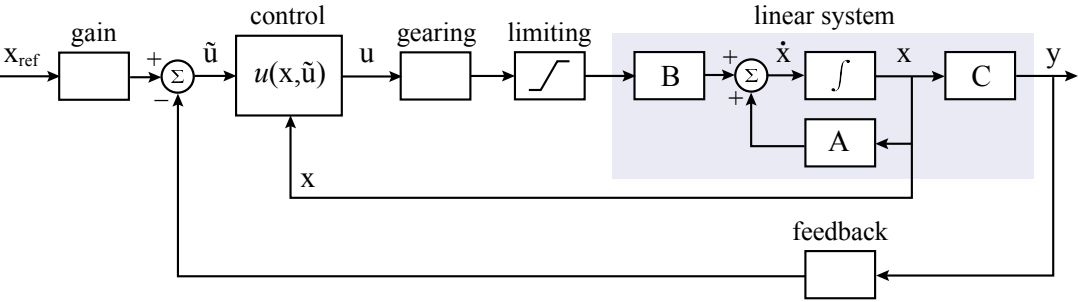 control
linear system
gain
gearing
limiting
x_ref
+
Σ
−
ũ
u(x,ũ)
u
B
+
Σ
+
ẋ
∫
x
C
y
A
x
feedback